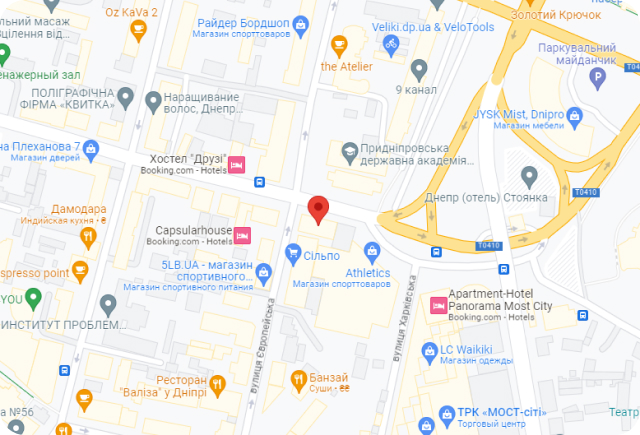 льний масаж
Зцілення від...
Oz KaVa 2
Райдер Бордшоп
Магазин спорттоваров
Veliki.dp.ua & VeloTools
Золотий Крючок
the Atelier
Паркувальний
майданчик
T0410
енажерный зал
ПОЛІГРАФІЧНА
ФІРМА «КВИТКА»
Наращивание
волос, Днепр...
9 канал
JYSK Mist, Dnipro
Магазин мебели
на Плеханова 7
Магазин дверей
Хостел "Друзі"
Booking.com - Hotels
Придніпровська
державна академія...
Днепр (отель) Стоянка
T0410
Дамодара
Индийская кухня · ₴
Capsularhouse
Booking.com - Hotels
T0410
Сільпо
5LB.UA - магазин
спортивного...
Магазин спортивного питания
Athletics
Магазин спорттоваров
spresso point
YOU
ИНСТИТУТ ПРОБЛЕМ...
вулиця Європейська
вулиця Харківська
Apartment-Hotel
Panorama Most City
Booking.com - Hotels
LC Waikiki
Магазин одежды
Ресторан
"Валіза" у Дніпрі
Банзай
Суши · ₴₴
ТРК «МОСТ-сіті»
Торговый центр
Театр
а №56